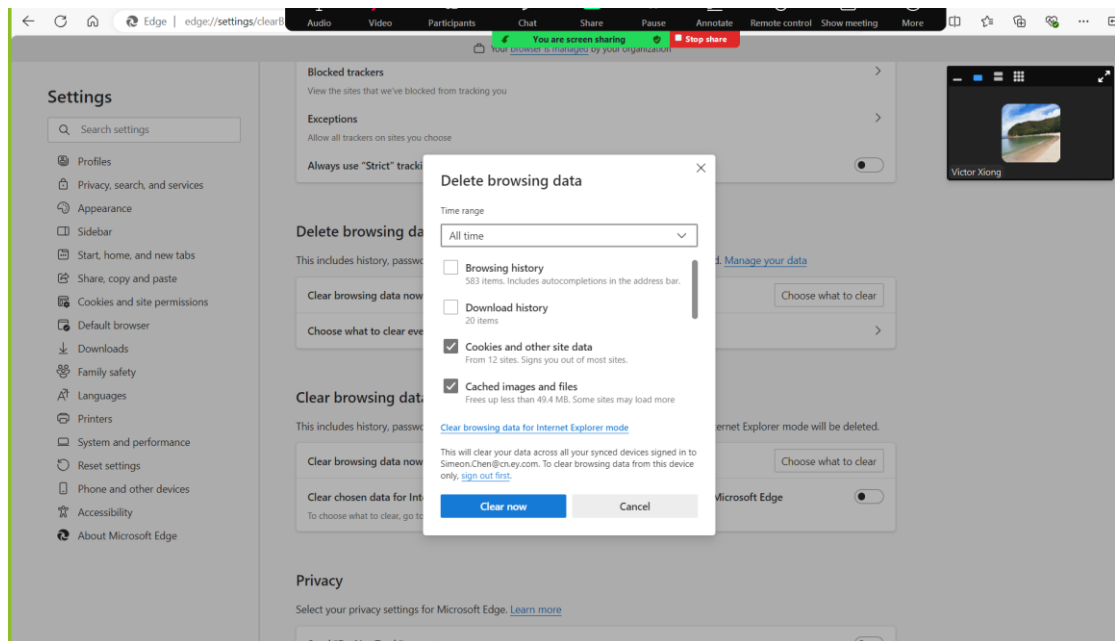 Edge
edge://settings/clearB
Audio
Video
Participants
Chat
Share
Pause
Annotate
Remote control
Show meeting
More
You are screen sharing
Stop share
Your browser is managed by your organization
Victor Xiong
Settings
Search settings
Profiles
Privacy, search, and services
Appearance
Sidebar
Start, home, and new tabs
Share, copy and paste
Cookies and site permissions
Default browser
Downloads
Family safety
Languages
Printers
System and performance
Reset settings
Phone and other devices
Accessibility
About Microsoft Edge
Blocked trackers
View the sites that we've blocked from tracking you
Exceptions
Allow all trackers on sites you choose
Always use "Strict" tracki
Delete browsing da
This includes history, passwo
d. Manage your data
Clear browsing data now
Choose what to clear
Choose what to clear eve
Clear browsing data
This includes history, passwo
ernet Explorer mode will be deleted.
Clear browsing data now
Choose what to clear
Clear chosen data for Int
Microsoft Edge
To choose what to clear, go to
Privacy
Select your privacy settings for Microsoft Edge. Learn more
Delete browsing data
Time range
All time
Browsing history
583 items. Includes autocompletions in the address bar.
Download history
20 items
Cookies and other site data
From 12 sites. Signs you out of most sites.
Cached images and files
Frees up less than 49.4 MB. Some sites may load more
Clear browsing data for Internet Explorer mode
This will clear your data across all your synced devices signed in to
Simeon.Chen@cn.ey.com. To clear browsing data from this device
only, sign out first.
Clear now
Cancel